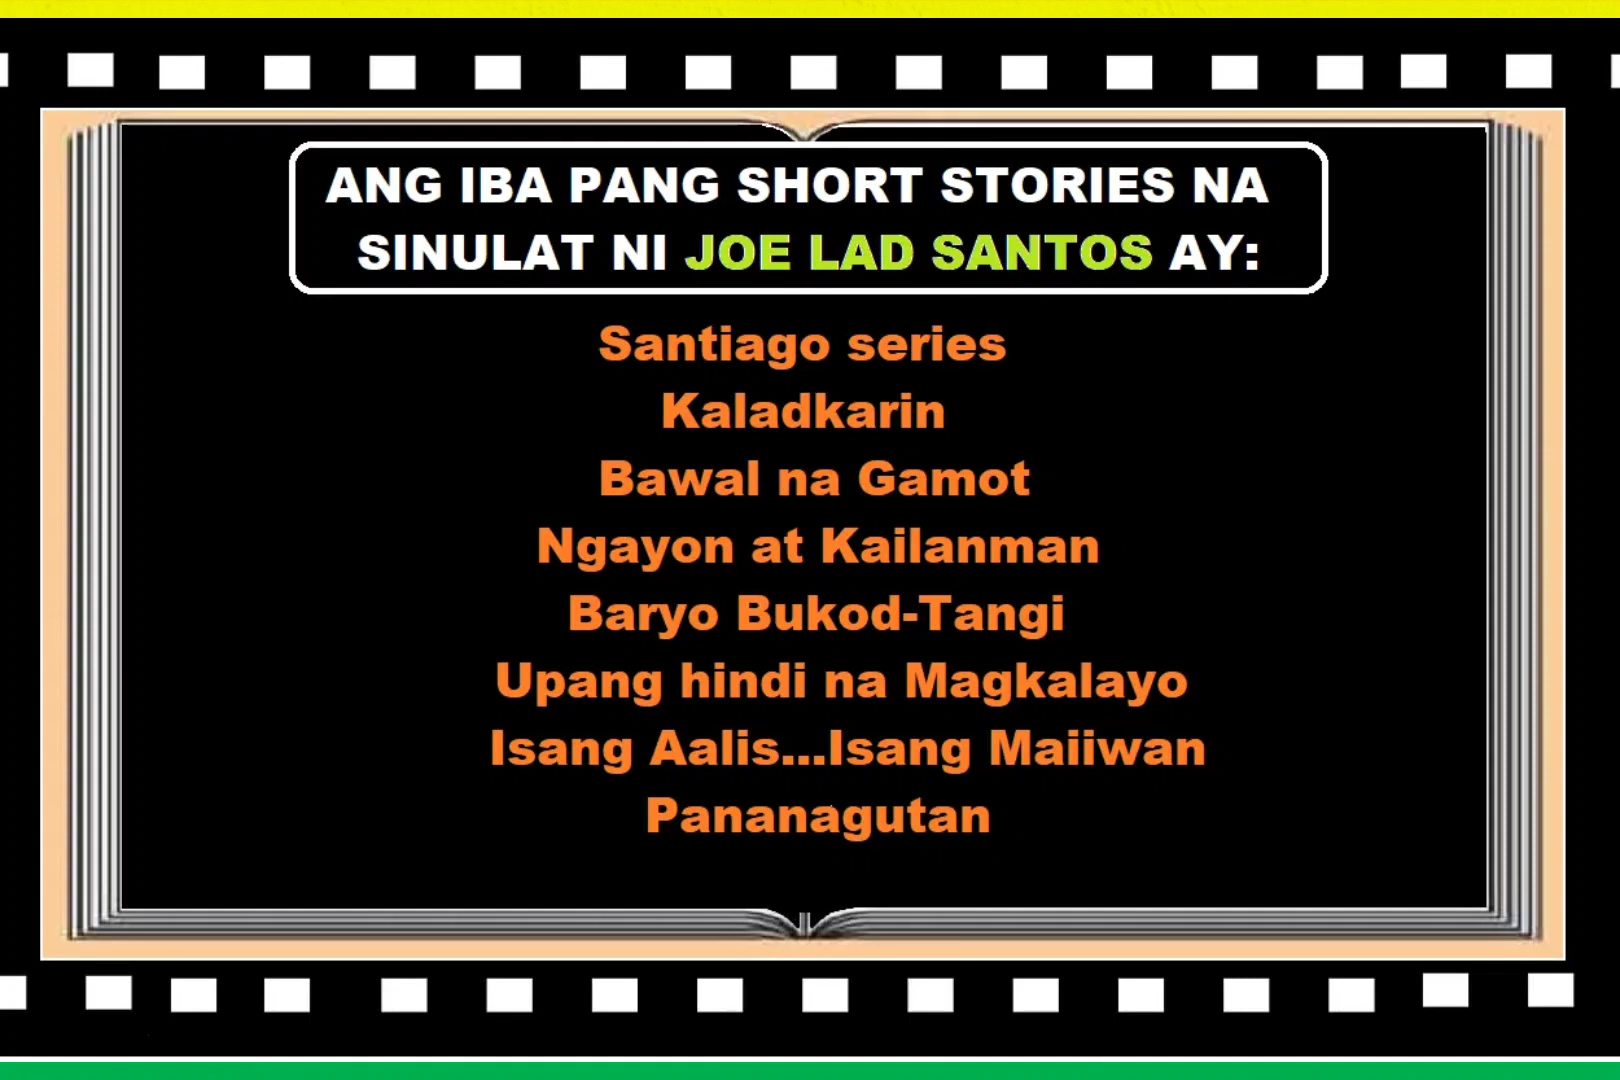 ANG IBA PANG SHORT STORIES NA
SINULAT NI JOE LAD SANTOS AY:
Santiago series
Kaladkarin
Bawal na Gamot
Ngayon at Kailanman
Baryo Bukod-Tangi
Upang hindi na Magkalayo
Isang Aalis...Isang Maiiwan
Pananagutan